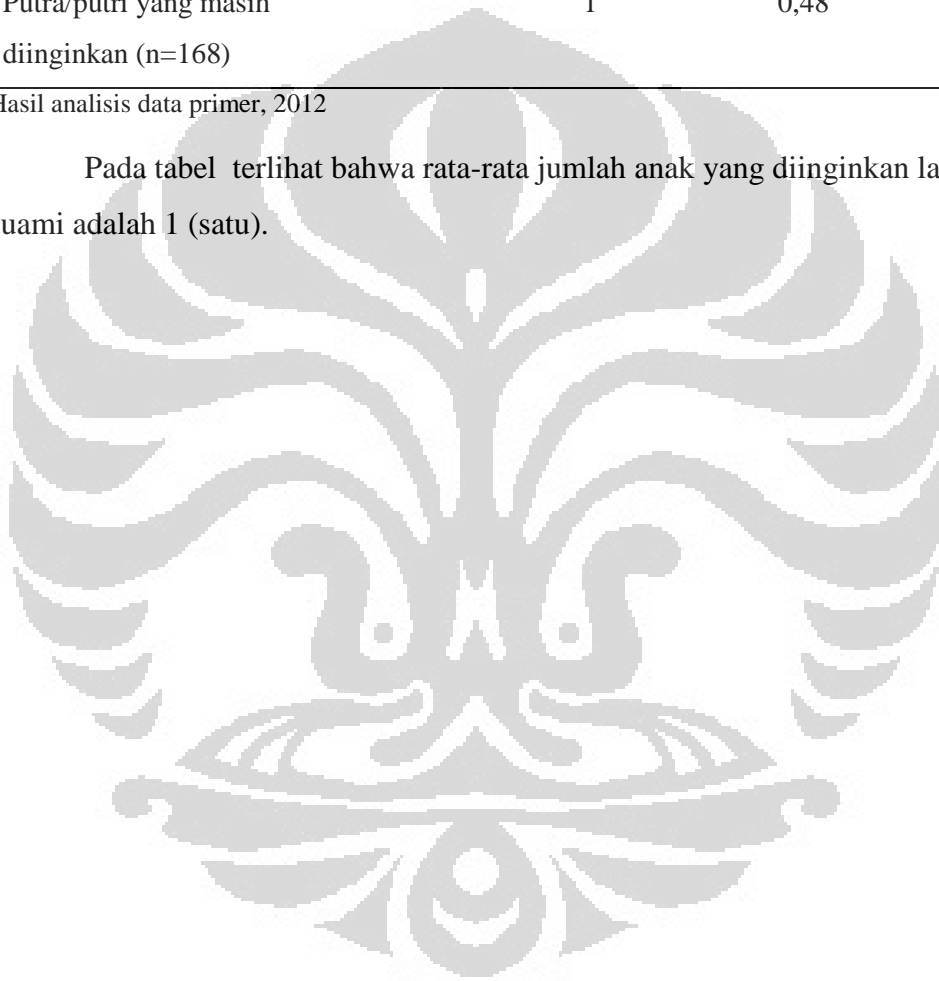 Putra/putri yang masih 1 0,48
diinginkan (n=168)
Hasil analisis data primer, 2012
Pada tabel terlihat bahwa rata-rata jumlah anak yang diinginkan la
uami adalah 1 (satu).